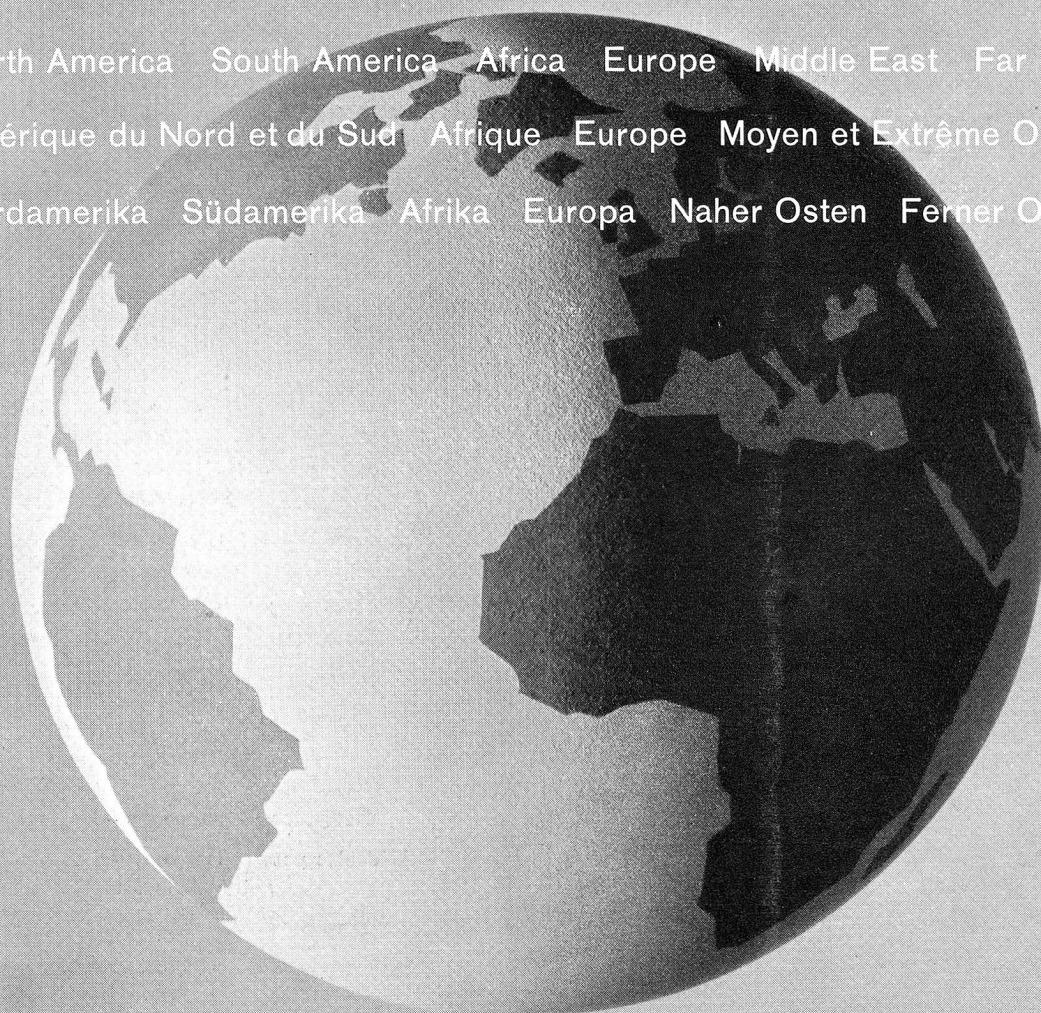 rth America South America Africa Europe Middle East Far
érique du Nord et du Sud Afrique Europe Moyen et Extrême O
rdamerika Südamerika Afrika Europa Naher Osten Ferner O